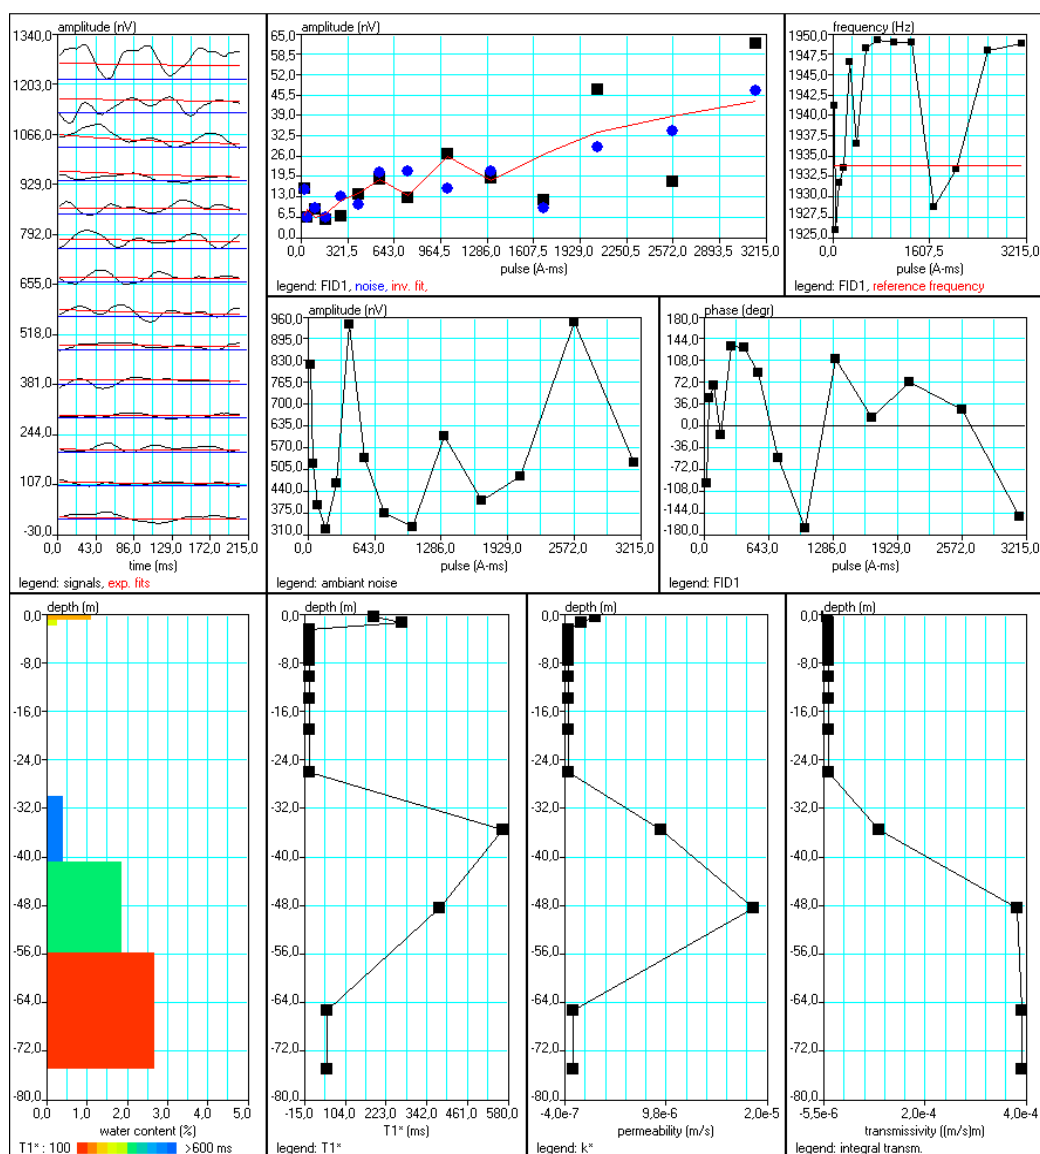 amplitude (nV)
1340,0
1203,0
1066,0
929,0
792,0
655,0
518,0
381,0
244,0
107,0
-30,0
0,0 43,0 86,0 129,0 172,0 215,0
time (ms)
legend: signals, exp. fits
amplitude (nV)
65,0
58,5
52,0
45,5
39,0
32,5
26,0
19,5
13,0
6,5
0,0
0,0 321,5 643,0 964,5 1286,0 1607,5 1929,0 2250,5 2572,0 2893,5 3215,0
pulse (A-ms)
legend: FID1, noise, inv. fit,
frequency (Hz)
1950,0
1947,5
1945,0
1942,5
1940,0
1937,5
1935,0
1932,5
1930,0
1927,5
1925,0
0,0 1607,5 3215,0
pulse (A-ms)
legend: FID1, reference frequency
amplitude (nV)
960,0
895,0
830,0
765,0
700,0
635,0
570,0
505,0
440,0
375,0
310,0
0,0 643,0 1286,0 1929,0 2572,0 3215,0
pulse (A-ms)
legend: ambiant noise
phase (degr)
180,0
144,0
108,0
72,0
36,0
0,0
-36,0
-72,0
-108,0
-144,0
-180,0
0,0 643,0 1286,0 1929,0 2572,0 3215,0
pulse (A-ms)
legend: FID1
depth (m)
0,0
-8,0
-16,0
-24,0
-32,0
-40,0
-48,0
-56,0
-64,0
-72,0
-80,0
0,0 1,0 2,0 3,0 4,0 5,0
water content (%)
T1* : 100 >600 ms
depth (m)
0,0
-8,0
-16,0
-24,0
-32,0
-40,0
-48,0
-56,0
-64,0
-72,0
-80,0
-15,0 104,0 223,0 342,0 461,0 580,0
T1* (ms)
legend: T1*
depth (m)
0,0
-8,0
-16,0
-24,0
-32,0
-40,0
-48,0
-56,0
-64,0
-72,0
-80,0
-4.0e-7 9.8e-6 2.0e-5
permeability (m/s)
legend: k*
depth (m)
0,0
-8,0
-16,0
-24,0
-32,0
-40,0
-48,0
-56,0
-64,0
-72,0
-80,0
-5.5e-6 2.0e-4 4.0e-4
transmissivity ((m/s)m)
legend: integral transm.